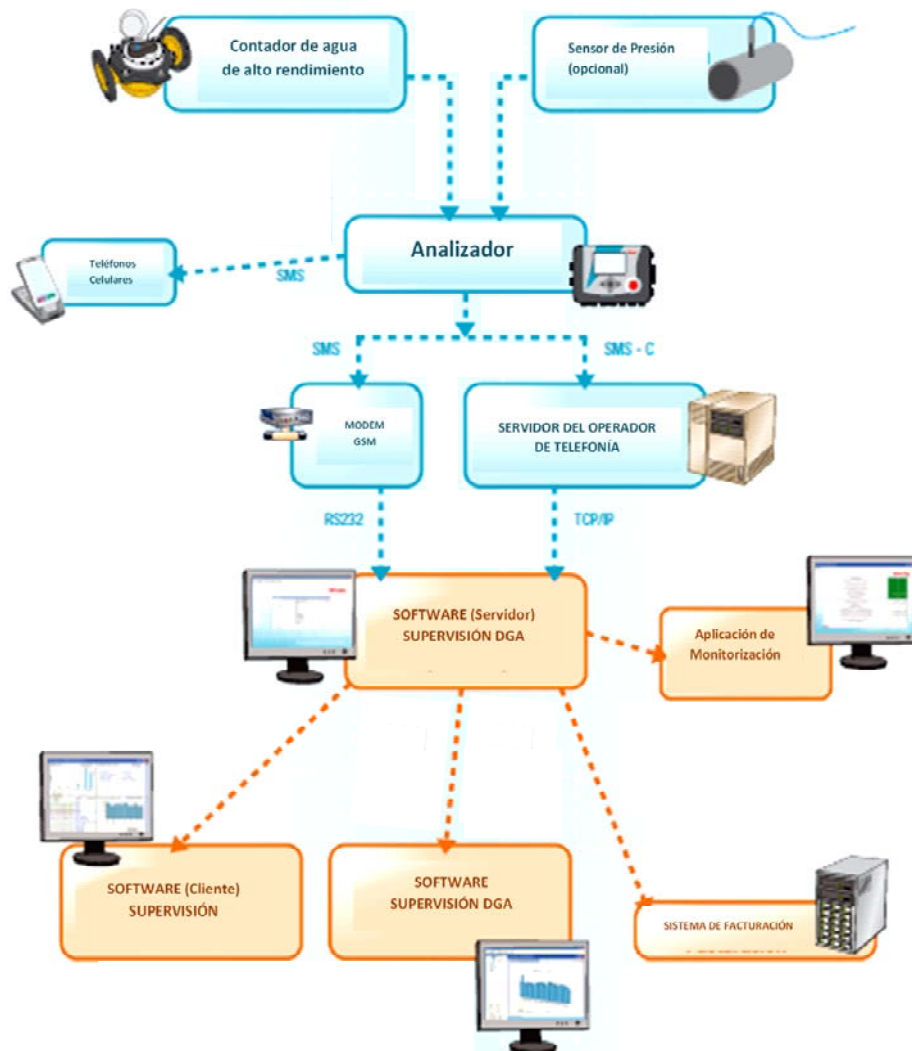 Contador de agua
de alto rendimiento
Sensor de Presión
(opcional)
Analizador
Teléfonos
Celulares
SMS
SMS
SMS - C
MODEM
GSM
SERVIDOR DEL OPERADOR
DE TELEFONÍA
RS232
TCP/IP
SOFTWARE (Servidor)
SUPERVISIÓN DGA
Aplicación de
Monitorización
SOFTWARE (Cliente)
SUPERVISIÓN
SOFTWARE
SUPERVISIÓN DGA
SISTEMA DE FACTURACIÓN